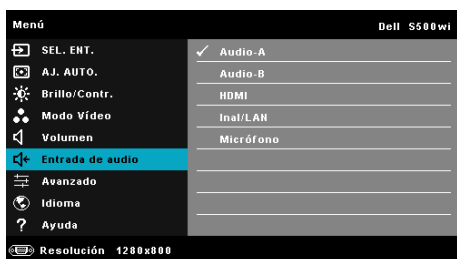 Menú
Dell S500wi
SEL. ENT.
AJ. AUTO.
Brillo/Contr.
Modo Vídeo
Volumen
Entrada de audio
Avanzado
Idioma
? Ayuda
Audio-A
Audio-B
HDMI
Inal/LAN
Micrófono
Resolución 1280x800